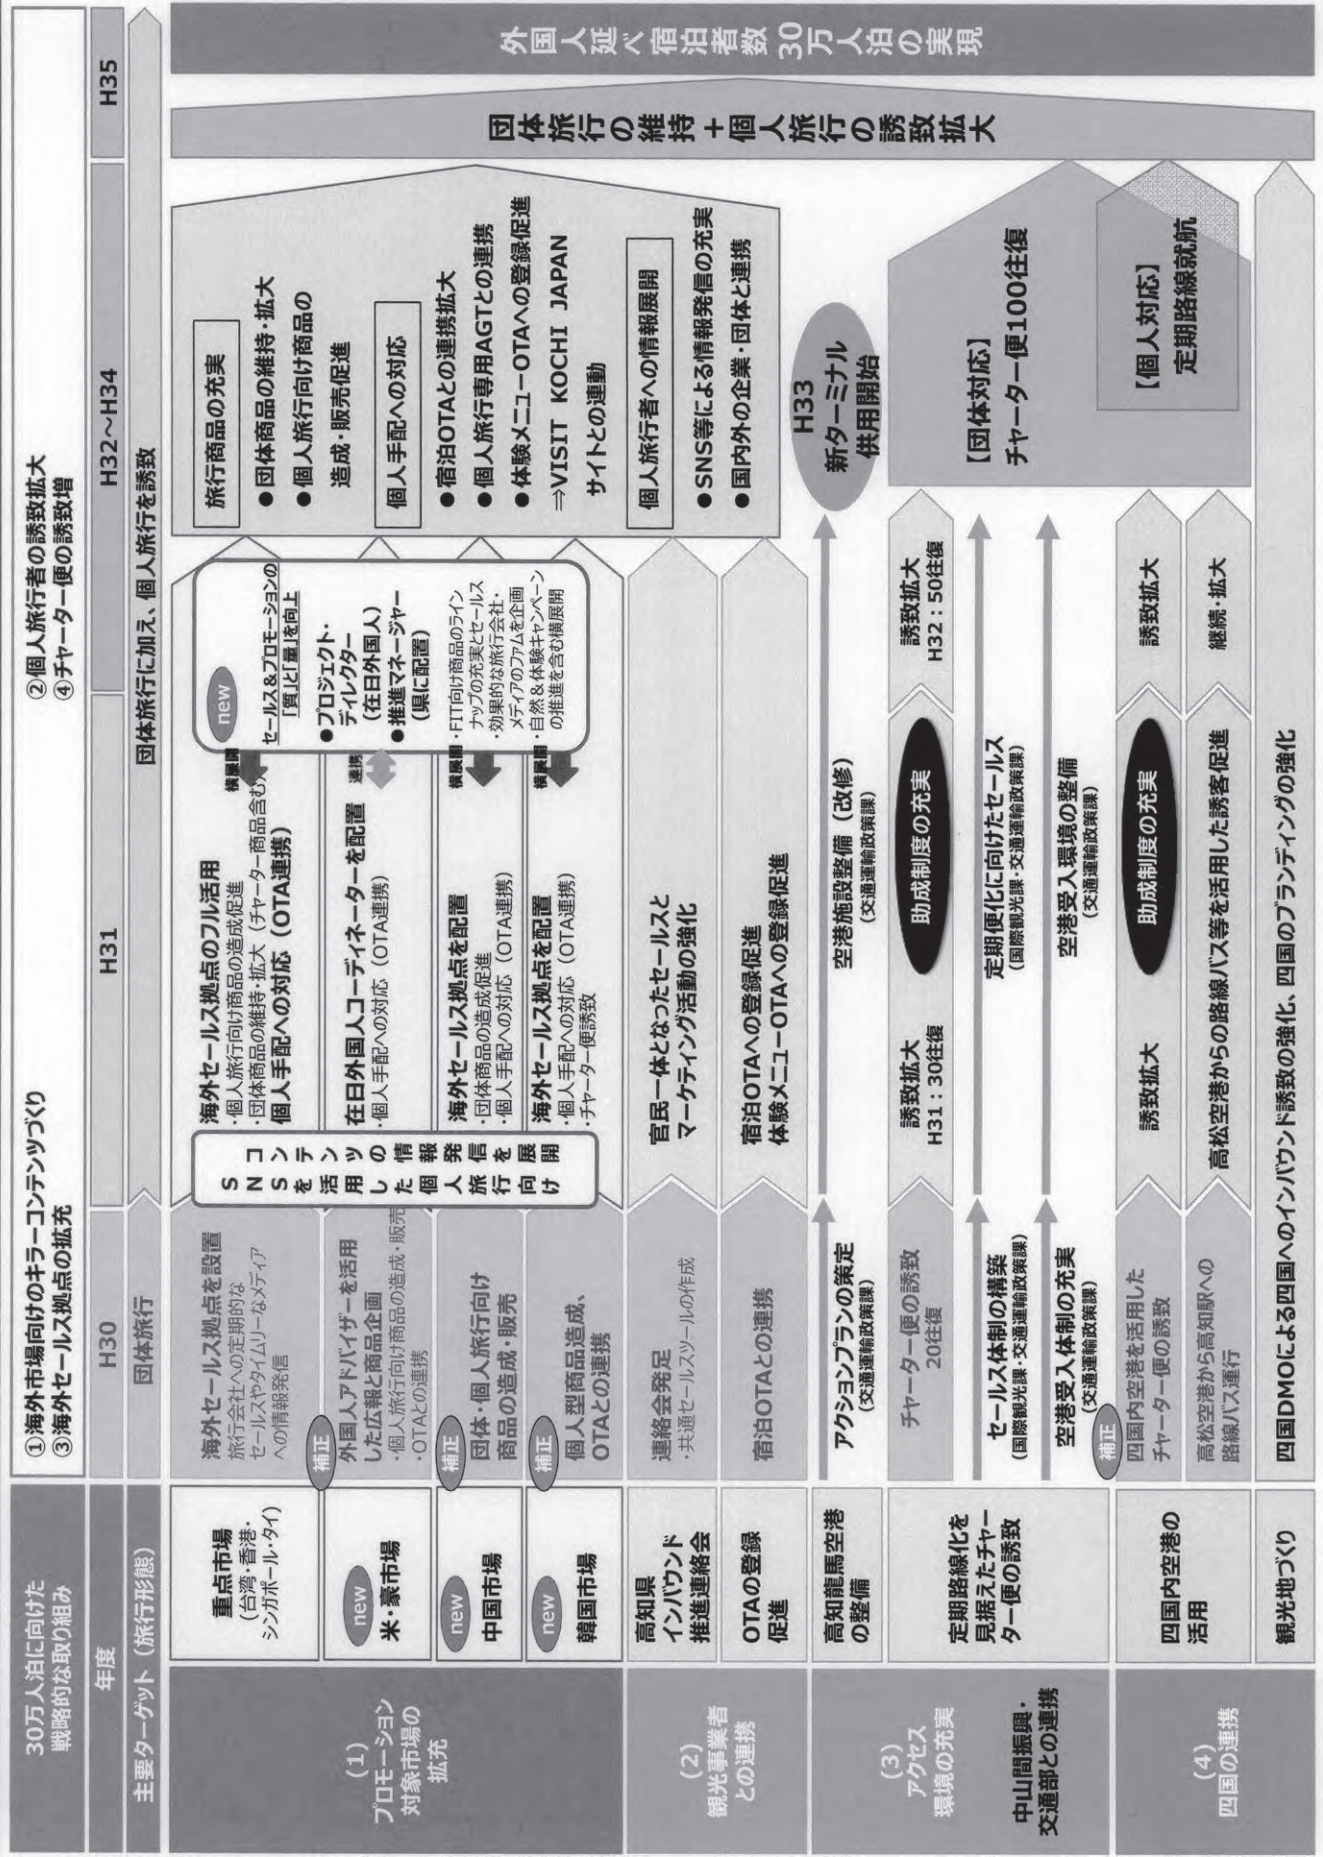 30万人泊に向けた
戦略的な取り組み
①海外市場向けのキラーコンテンツづくり
②個人旅行者の誘致拡大
③海外セールス拠点の拡充
④チャーター便の誘致増
年度
H30
H31
H32～H34
H35
主要ターゲット（旅行形態）
団体旅行
団体旅行に加え、個人旅行を誘致
(1)
プロモーション
対象市場の
拡充
重点市場
（台湾・香港・
シンガポール・タイ）
海外セールス拠点を設置
旅行会社への定期的な
セールスやタイムリーなメディア
への情報発信
new
米・豪市場
補正
外国人アドバイザーを活用
した広報と商品企画
・個人旅行向け商品の造成・販売
・OTAとの連携
new
中国市場
補正
団体・個人旅行向け
商品の造成 販売
new
韓国市場
補正
個人型商品造成、
OTAとの連携
SNSを活用した個人旅行向け
コンテンツの情報発信を展開
海外セールス拠点のフル活用
・個人旅行向け商品の造成促進
・団体商品の維持・拡大（チャーター商品含む）
個人手配への対応（OTA連携）
在日外国人コーディネーターを配置
・個人手配への対応（OTA連携）
海外セールス拠点を配置
・団体商品の造成促進
・個人手配への対応（OTA連携）
海外セールス拠点を配置
・個人手配への対応（OTA連携）
・チャーター便誘致
横展開
連携
横展開
横展開
new
セールス&プロモーションの
「質」と「量」を向上
●プロジェクト・
ディレクター
（在日外国人）
●推進マネージャー
（県に配置）
・FIT向け商品のライン
ナップの充実とセールス
・効果的な旅行会社・
メディアのファムを企画
・自然&体験キャンペーン
の推進を含む横展開
旅行商品の充実
●団体商品の維持・拡大
●個人旅行向け商品の
造成・販売促進
個人手配への対応
●宿泊OTAとの連携拡大
●個人旅行専用AGTとの連携
●体験メニューOTAへの登録促進
⇒VISIT KOCHI JAPAN
サイトとの連動
個人旅行者への情報展開
●SNS等による情報発信の充実
●国内外の企業・団体と連携
団体旅行の維持＋個人旅行の誘致拡大
外国人延べ宿泊者数30万人泊の実現
(2)
観光事業者
との連携
高知県
インバウンド
推進連絡会
連絡会発足
・共通セールスツールの作成
官民一体となったセールスと
マーケティング活動の強化
OTAの登録
促進
宿泊OTAとの連携
宿泊OTAへの登録促進
体験メニューOTAへの登録促進
(3)
アクセス
環境の充実
中山間振興・
交通部との連携
高知龍馬空港
の整備
アクションプランの策定
（交通運輸政策課）
空港施設整備（改修）
（交通運輸政策課）
H33
新ターミナル
供用開始
定期路線化を
見据えたチャー
ター便の誘致
チャーター便の誘致
20往復
誘致拡大
H31：30往復
助成制度の充実
誘致拡大
H32：50往復
【団体対応】
チャーター便100往復
セールス体制の構築
（国際観光課・交通運輸政策課）
定期便化に向けたセールス
（国際観光課・交通運輸政策課）
空港受入体制の充実
（交通運輸政策課）
空港受入環境の整備
（交通運輸政策課）
(4)
四国の連携
四国内空港の
活用
補正
四国内空港を活用した
チャーター便の誘致
誘致拡大
助成制度の充実
誘致拡大
【個人対応】
定期路線就航
高松空港から高知駅への
路線バス運行
高松空港からの路線バス等を活用した誘客促進
継続・拡大
観光地づくり
四国DMOによる四国へのインバウンド誘致の強化、四国のブランディングの強化